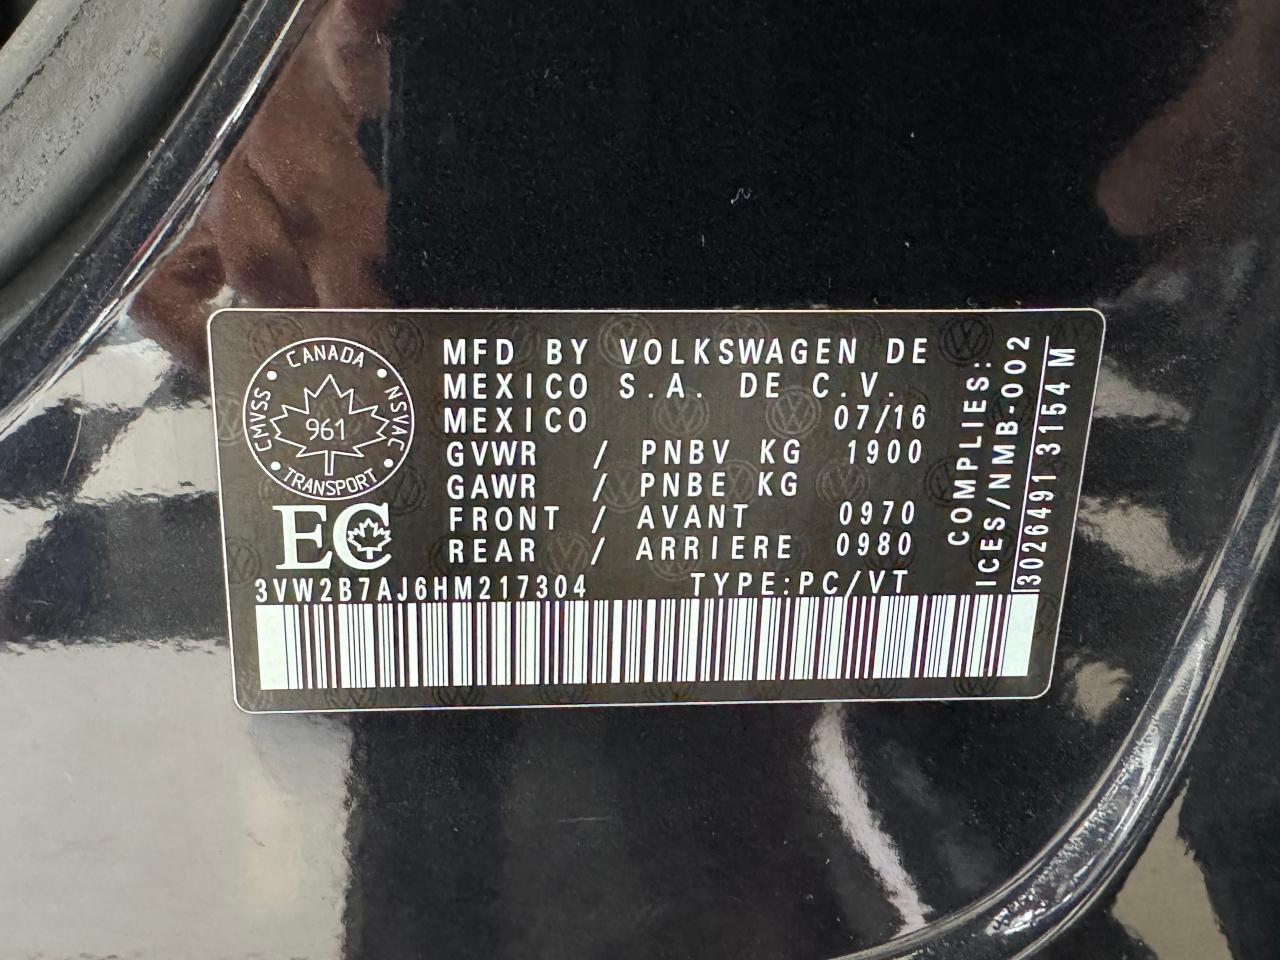 CANADA
CMVSS
NSVAC
961
TRANSPORT
EC
MFD BY VOLKSWAGEN DE
MEXICO S.A. DE C.V.
MEXICO 07/16
GVWR / PNBV KG 1900
GAWR / PNBE KG
FRONT / AVANT 0970
REAR / ARRIERE 0980
3VW2B7AJ6HM217304 TYPE:PC/VT
COMPLIES:
ICES/NMB-002
3026491 3154 M